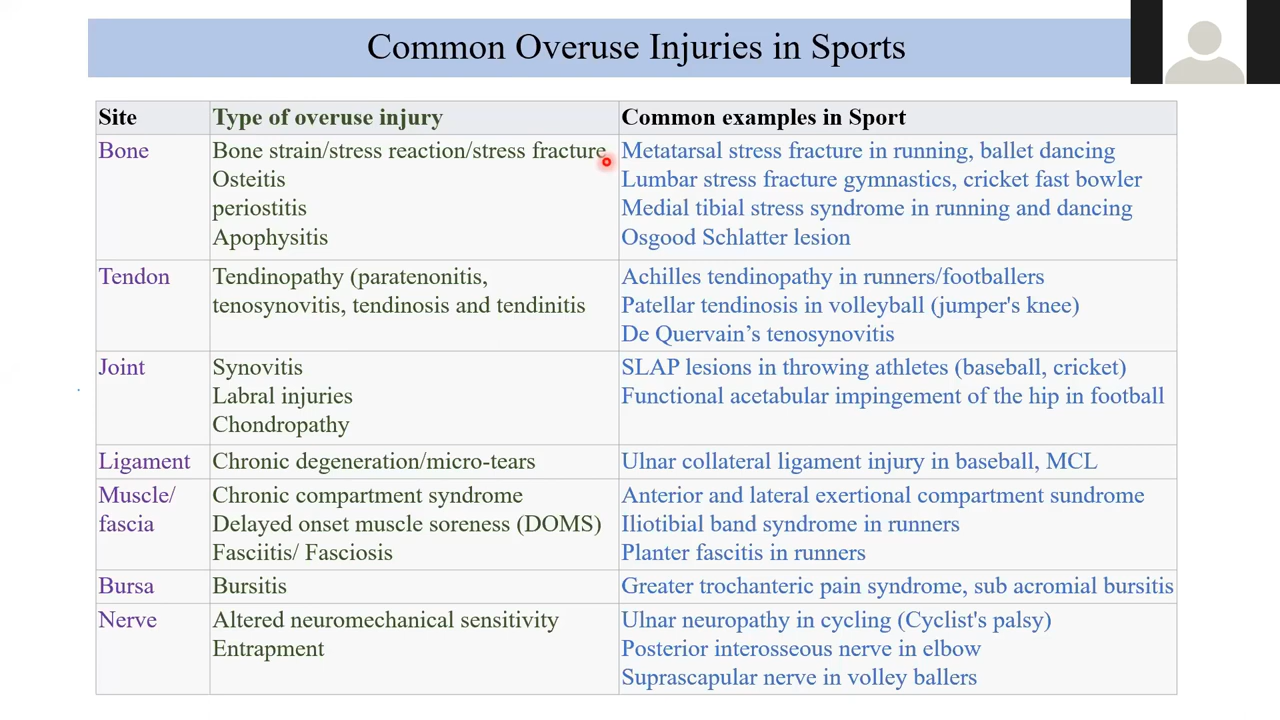 Common Overuse Injuries in Sports
Site Type of overuse injury Common examples in Sport
Bone Bone strain/stress reaction/stress fracture Metatarsal stress fracture in running, ballet dancing
Osteitis Lumbar stress fracture gymnastics, cricket fast bowler
periostitis Medial tibial stress syndrome in running and dancing
Apophysitis Osgood Schlatter lesion
Tendon Tendinopathy (paratenonitis, Achilles tendinopathy in runners/footballers
tenosynovitis, tendinosis and tendinitis Patellar tendinosis in volleyball (jumper's knee)
De Quervain’s tenosynovitis
Joint Synovitis SLAP lesions in throwing athletes (baseball, cricket)
Labral injuries Functional acetabular impingement of the hip in football
Chondropathy
Ligament Chronic degeneration/micro-tears Ulnar collateral ligament injury in baseball, MCL
Muscle/ Chronic compartment syndrome Anterior and lateral exertional compartment sundrome
fascia Delayed onset muscle soreness (DOMS) Iliotibial band syndrome in runners
Fasciitis/ Fasciosis Planter fascitis in runners
Bursa Bursitis Greater trochanteric pain syndrome, sub acromial bursitis
Nerve Altered neuromechanical sensitivity Ulnar neuropathy in cycling (Cyclist's palsy)
Entrapment Posterior interosseous nerve in elbow
Suprascapular nerve in volley ballers